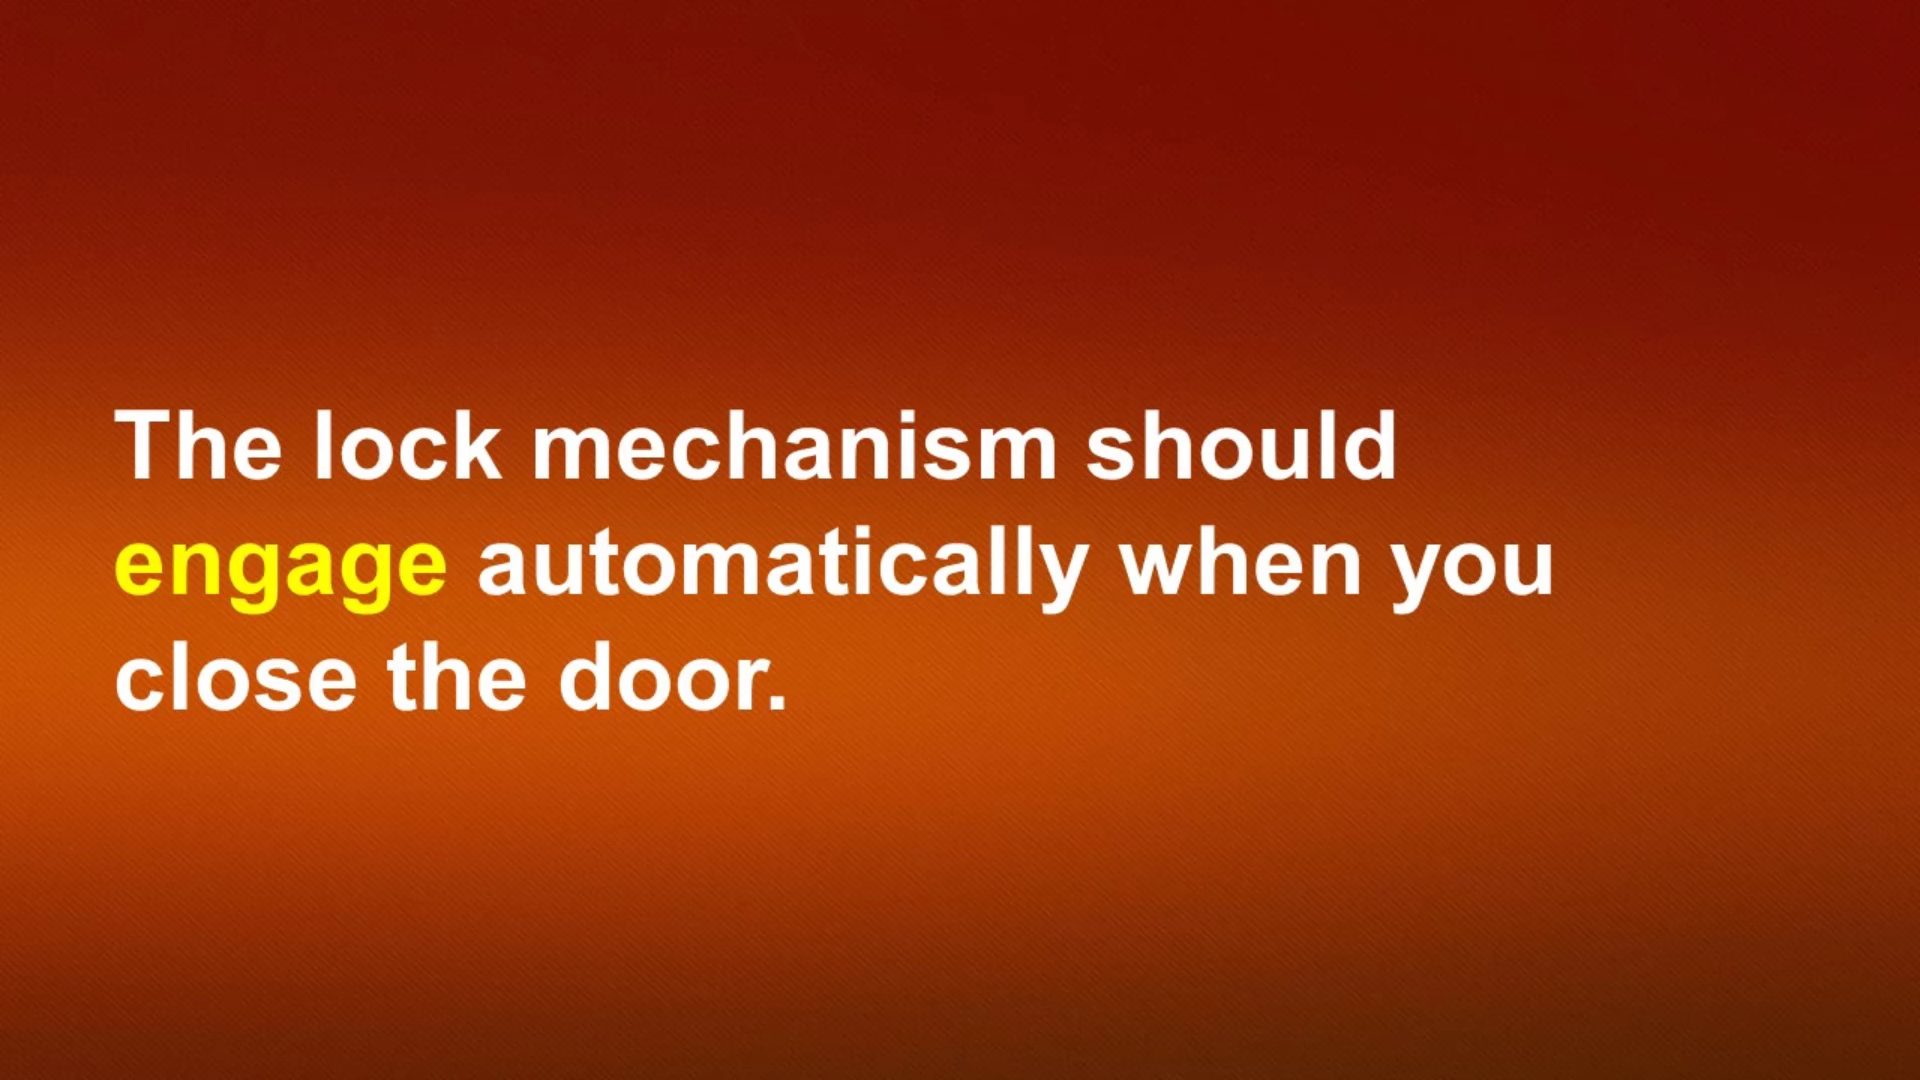 The lock mechanism should
engage automatically when you
close the door.